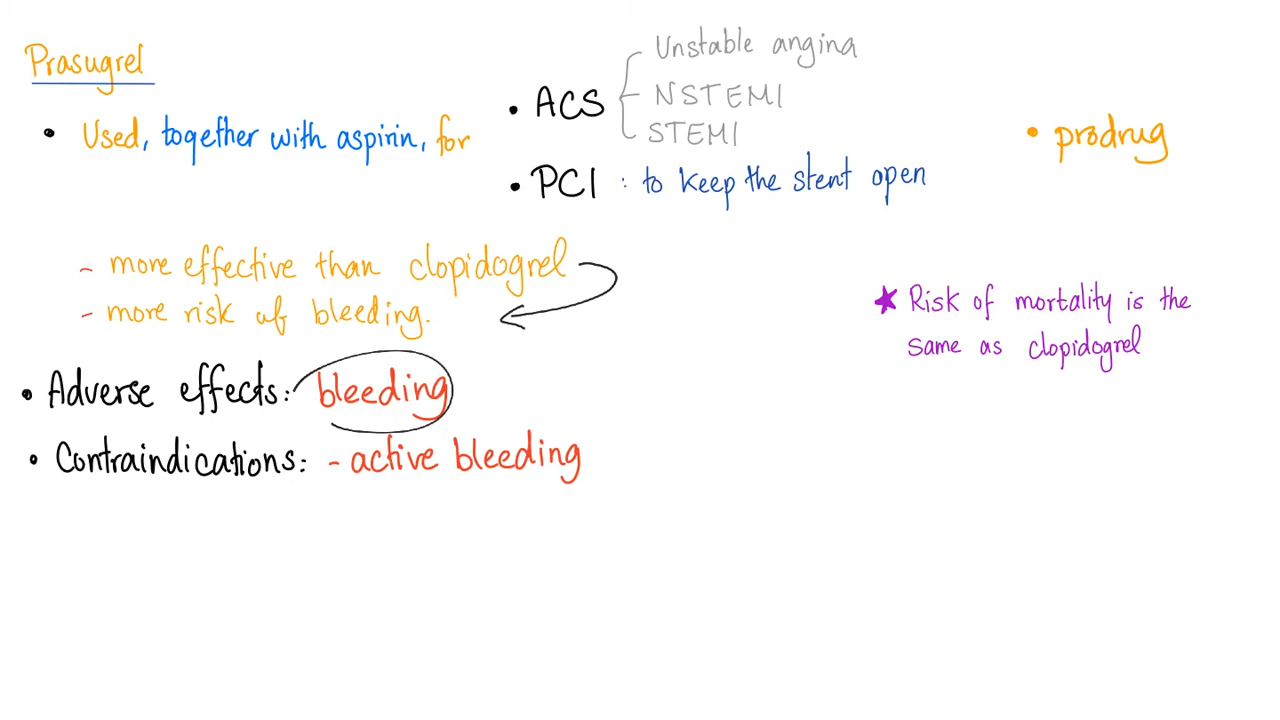 Prasugrel
• Used, together with aspirin, for
• ACS
Unstable angina
NSTEMI
STEMI
• PCI : to keep the stent open
• prodrug
- more effective than clopidogrel
- more risk of bleeding.
★ Risk of mortality is the
same as clopidogrel
• Adverse effects: bleeding
• Contraindications: - active bleeding